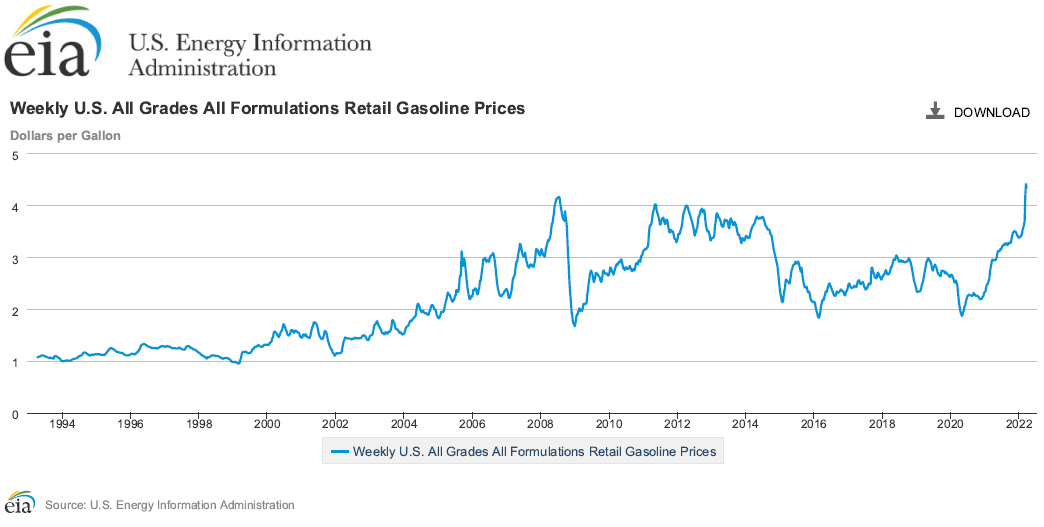 eia
U.S. Energy Information
Administration
Weekly U.S. All Grades All Formulations Retail Gasoline Prices
DOWNLOAD
Dollars per Gallon
5
4
3
2
1
0
1994 1996 1998 2000 2002 2004 2006 2008 2010 2012 2014 2016 2018 2020 2022
Weekly U.S. All Grades All Formulations Retail Gasoline Prices
eia Source: U.S. Energy Information Administration